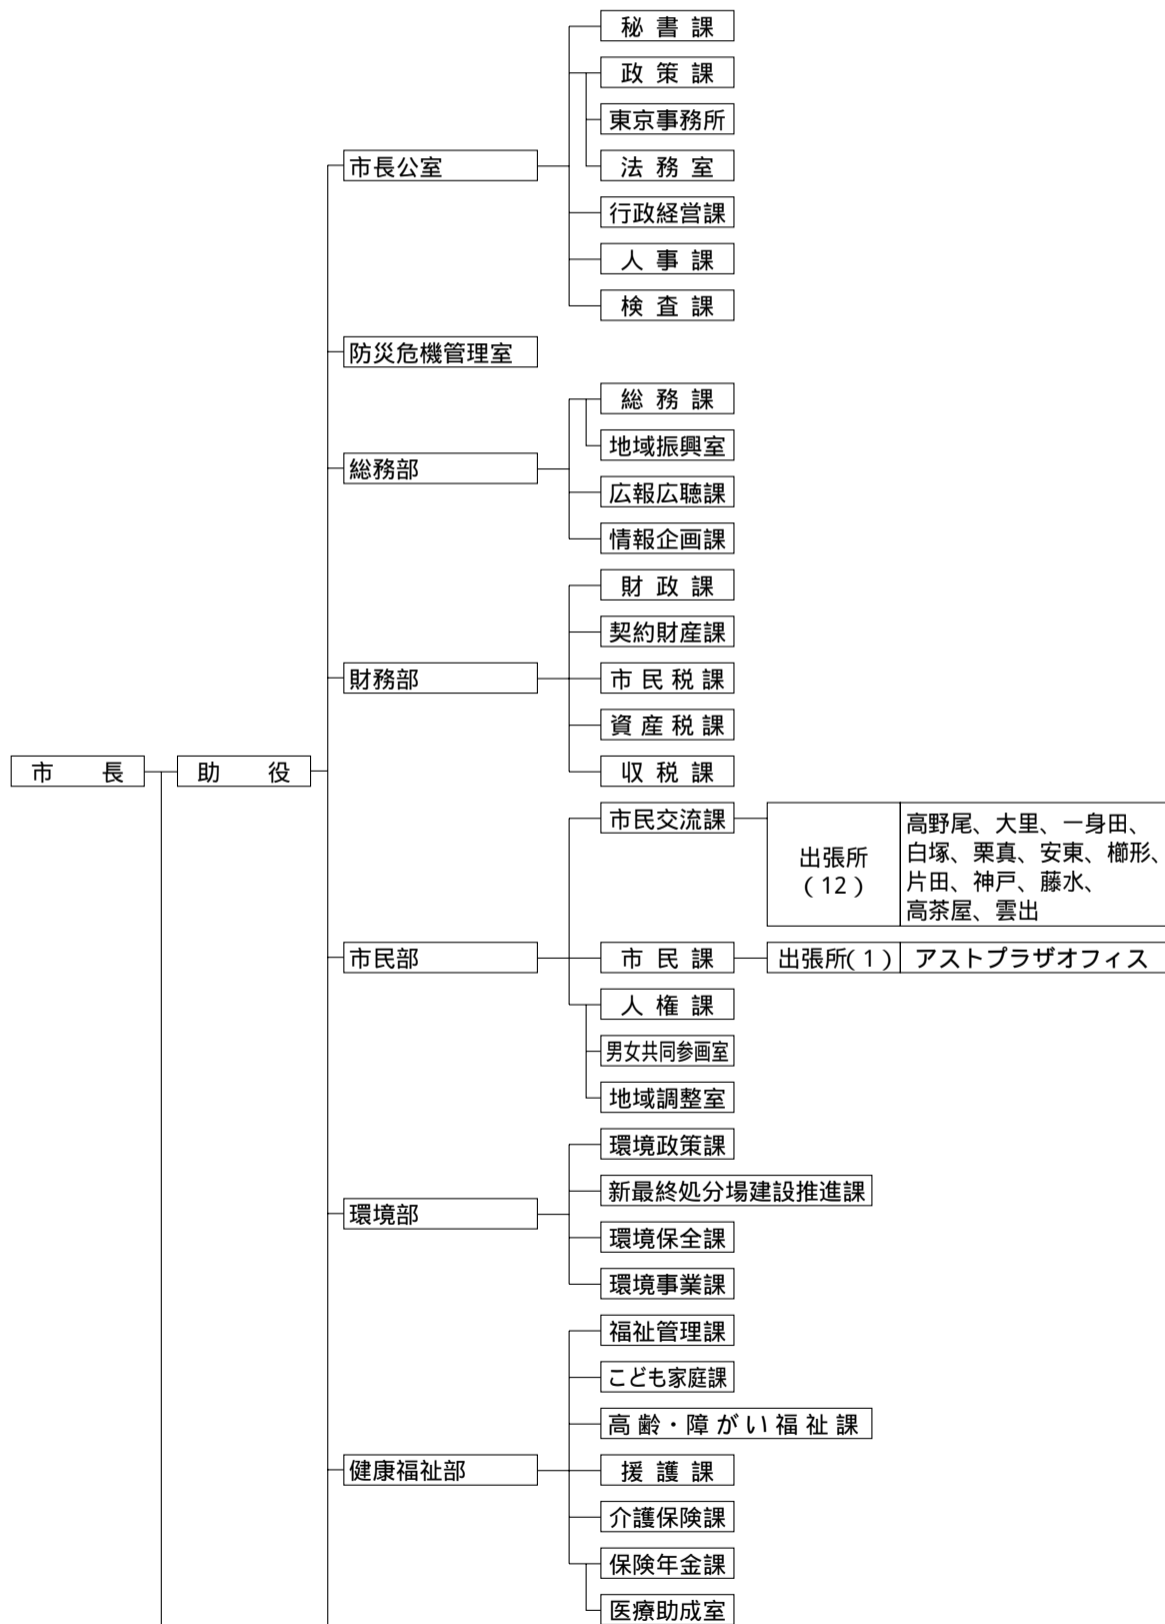 秘書課
政策課
東京事務所
市長公室
法務室
行政経営課
人事課
検査課
防災危機管理室
総務課
地域振興室
総務部
広報広聴課
情報企画課
財政課
契約財産課
財務部
市民税課
資産税課
市長
助役
収税課
市民交流課
出張所
(12)
高野尾、大里、一身田、
白塚、栗真、安東、櫛形、
片田、神戸、藤水、
高茶屋、雲出
市民部
市民課
出張所(1)
アストプラザオフィス
人権課
男女共同参画室
地域調整室
環境政策課
新最終処分場建設推進課
環境部
環境保全課
環境事業課
福祉管理課
こども家庭課
高齢・障がい福祉課
健康福祉部
援護課
介護保険課
保険年金課
医療助成室